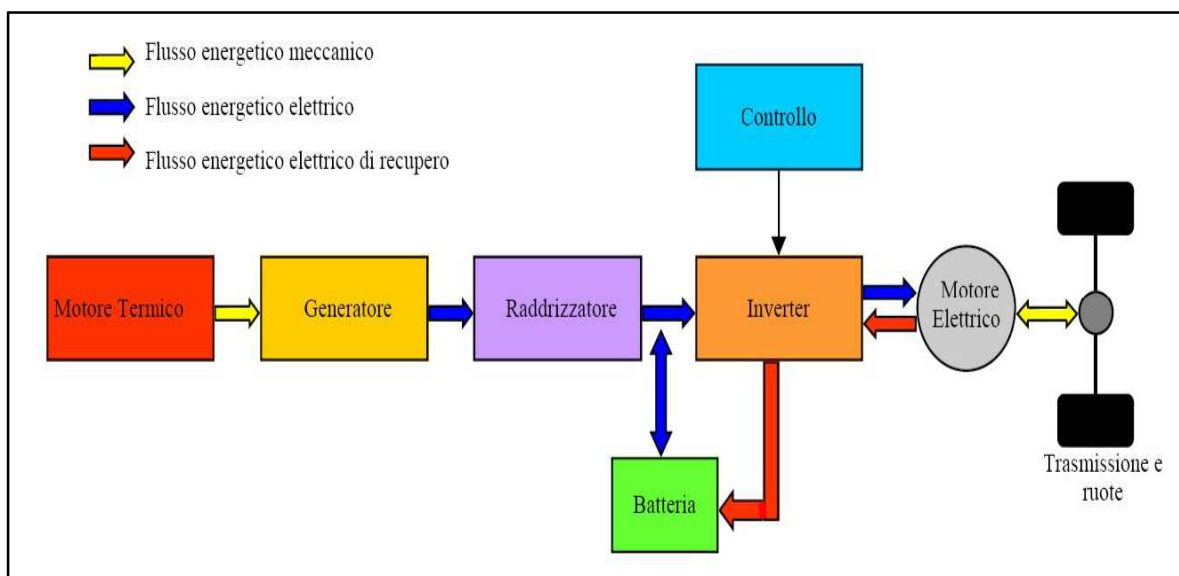 Flusso energetico meccanico
Flusso energetico elettrico
Flusso energetico elettrico di recupero
Controllo
Motore Termico
Generatore
Raddrizzatore
Inverter
Motore
Elettrico
Batteria
Trasmissione e
ruote